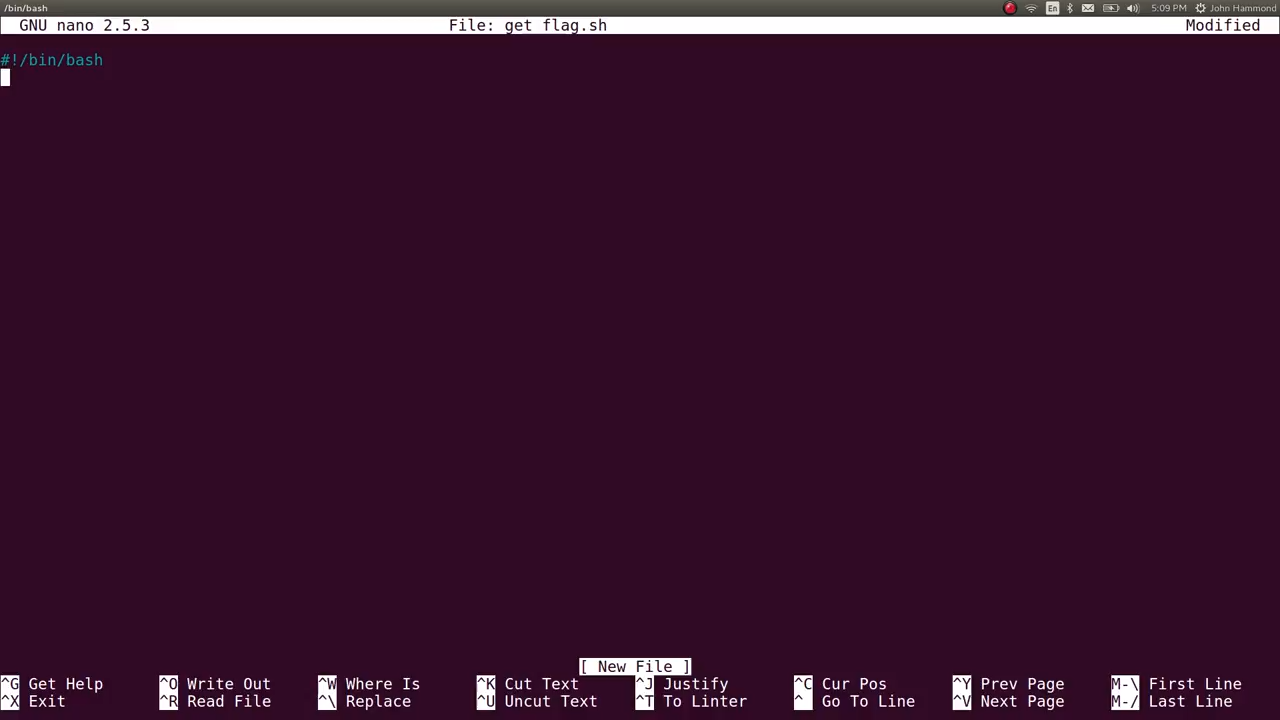 /bin/bash En 5:09 PM John Hammond
GNU nano 2.5.3 File: get flag.sh Modified
#!/bin/bash
[ New File ]
^G Get Help ^O Write Out ^W Where Is ^K Cut Text ^J Justify ^C Cur Pos ^Y Prev Page M-\ First Line
^X Exit ^R Read File ^\ Replace ^U Uncut Text ^T To Linter ^ Go To Line ^V Next Page M-/ Last Line